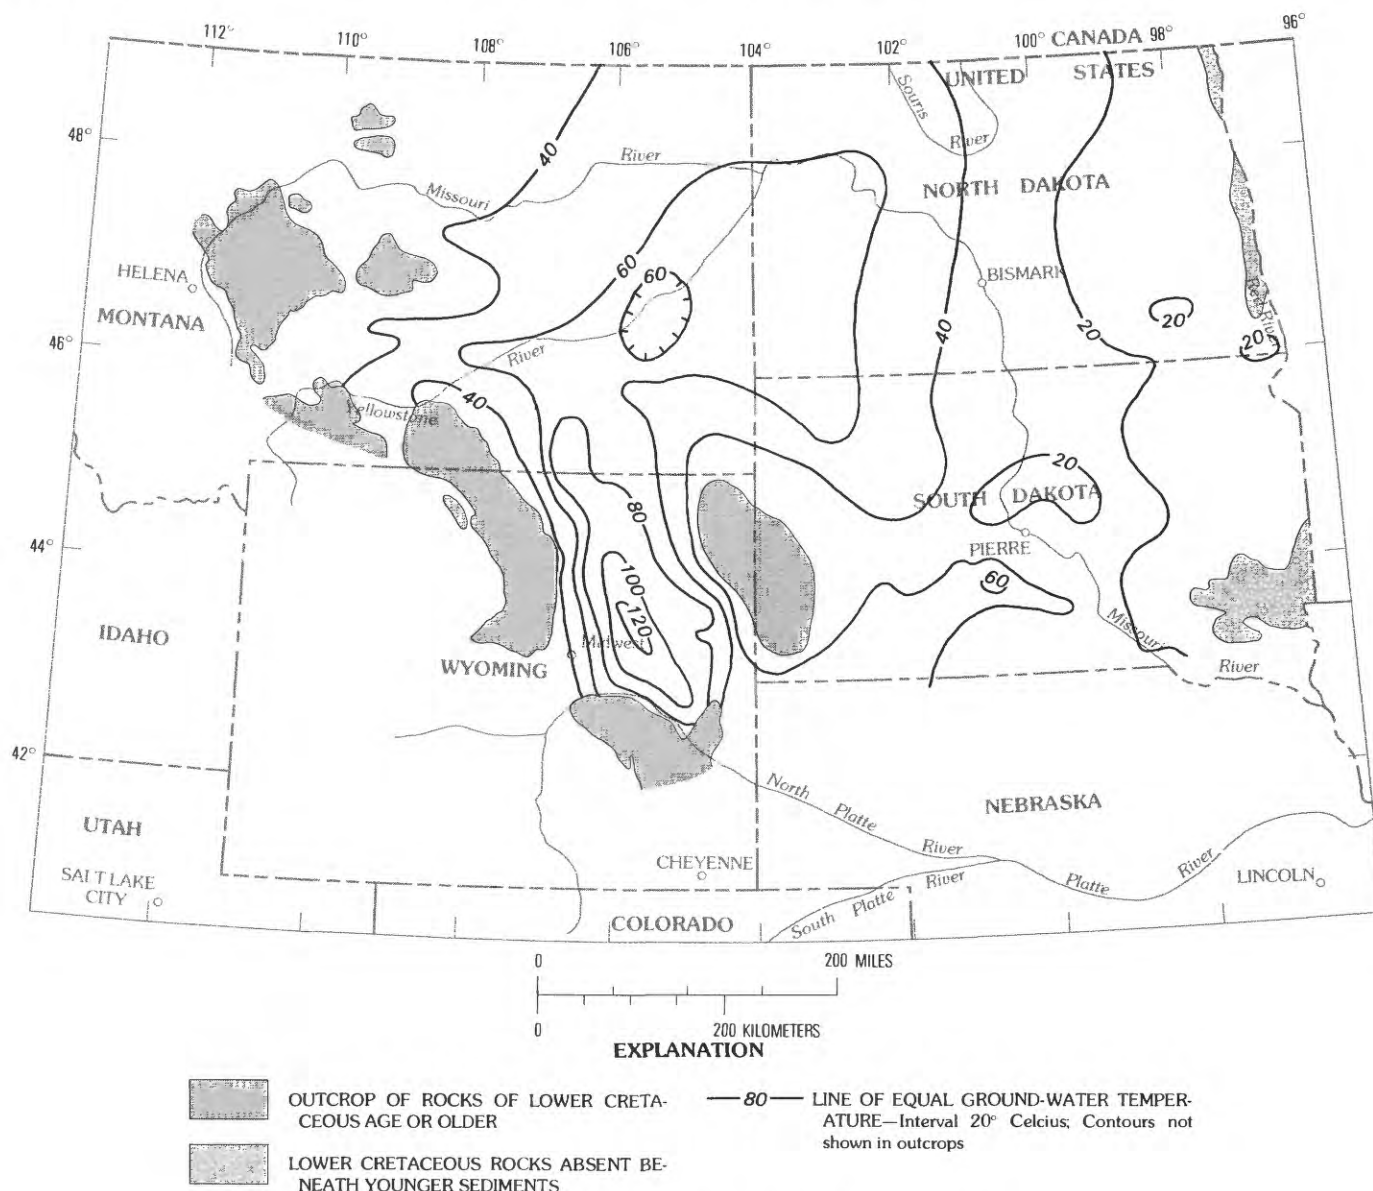 112°
110°
108°
106°
104°
102°
100°
CANADA
98°
96°
UNITED STATES
Souris
River
48°
40
River
Missouri
NORTH DAKOTA
60
60
HELENA
BISMARK
Red River
MONTANA
20
20
46°
River
40
20
Yellowstone
40
20
80
SOUTH DAKOTA
44°
PIERRE
100
60
120
IDAHO
Midwest
Missouri
WYOMING
River
42°
North Platte River
NEBRASKA
UTAH
CHEYENNE
River
Platte
River
LINCOLN
SALT LAKE
CITY
COLORADO
South Platte River
0 200 MILES
0 200 KILOMETERS
EXPLANATION
OUTCROP OF ROCKS OF LOWER CRETA-
CEOUS AGE OR OLDER
LOWER CRETACEOUS ROCKS ABSENT BE-
NEATH YOUNGER SEDIMENTS
—80— LINE OF EQUAL GROUND-WATER TEMPER-
ATURE—Interval 20° Celcius; Contours not
shown in outcrops